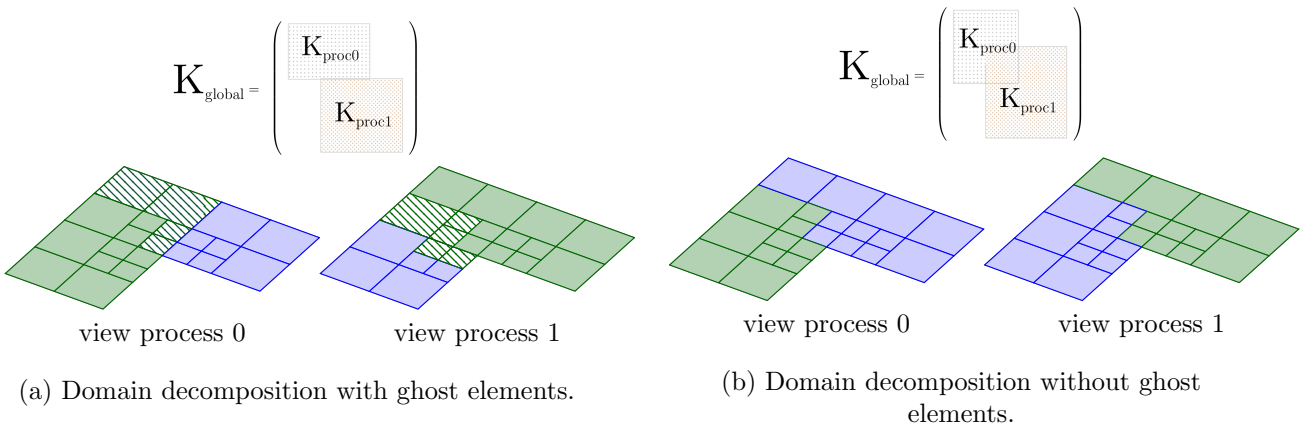 K_global = ( K_proc0
K_proc1 )
view process 0
view process 1
(a) Domain decomposition with ghost elements.
K_global = ( K_proc0
K_proc1 )
view process 0
view process 1
(b) Domain decomposition without ghost
elements.